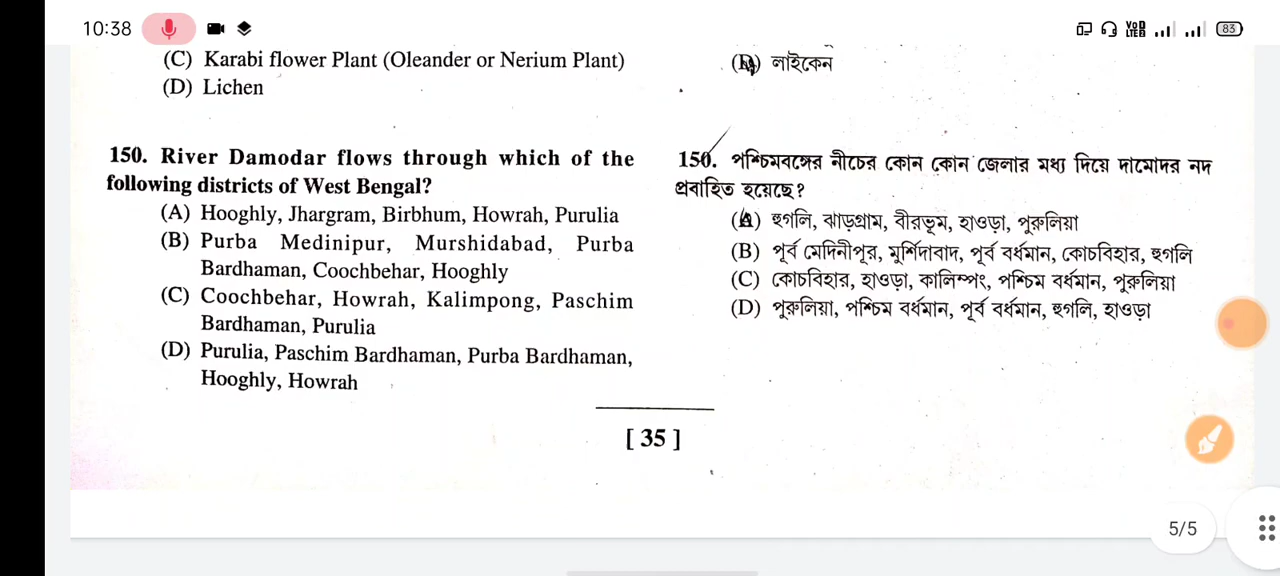 10:38
Vo) LTE
83
(C) Karabi flower Plant (Oleander or Nerium Plant)
(D) Lichen
(D) লাইকেন
150. River Damodar flows through which of the
following districts of West Bengal?
(A) Hooghly, Jhargram, Birbhum, Howrah, Purulia
(B) Purba Medinipur, Murshidabad, Purba
Bardhaman, Coochbehar, Hooghly
(C) Coochbehar, Howrah, Kalimpong, Paschim
Bardhaman, Purulia
(D) Purulia, Paschim Bardhaman, Purba Bardhaman,
Hooghly, Howrah
150. পশ্চিমবঙ্গের নীচের কোন কোন জেলার মধ্য দিয়ে দামোদর নদ
প্রবাহিত হয়েছে?
(A) হুগলি, ঝাড়গ্রাম, বীরভূম, হাওড়া, পুরুলিয়া
(B) পূর্ব মেদিনীপুর, মুর্শিদাবাদ, পূর্ব বর্ধমান, কোচবিহার, হুগলি
(C) কোচবিহার, হাওড়া, কালিম্পং, পশ্চিম বর্ধমান, পুরুলিয়া
(D) পুরুলিয়া, পশ্চিম বর্ধমান, পূর্ব বর্ধমান, হুগলি, হাওড়া
[ 35 ]
5/5